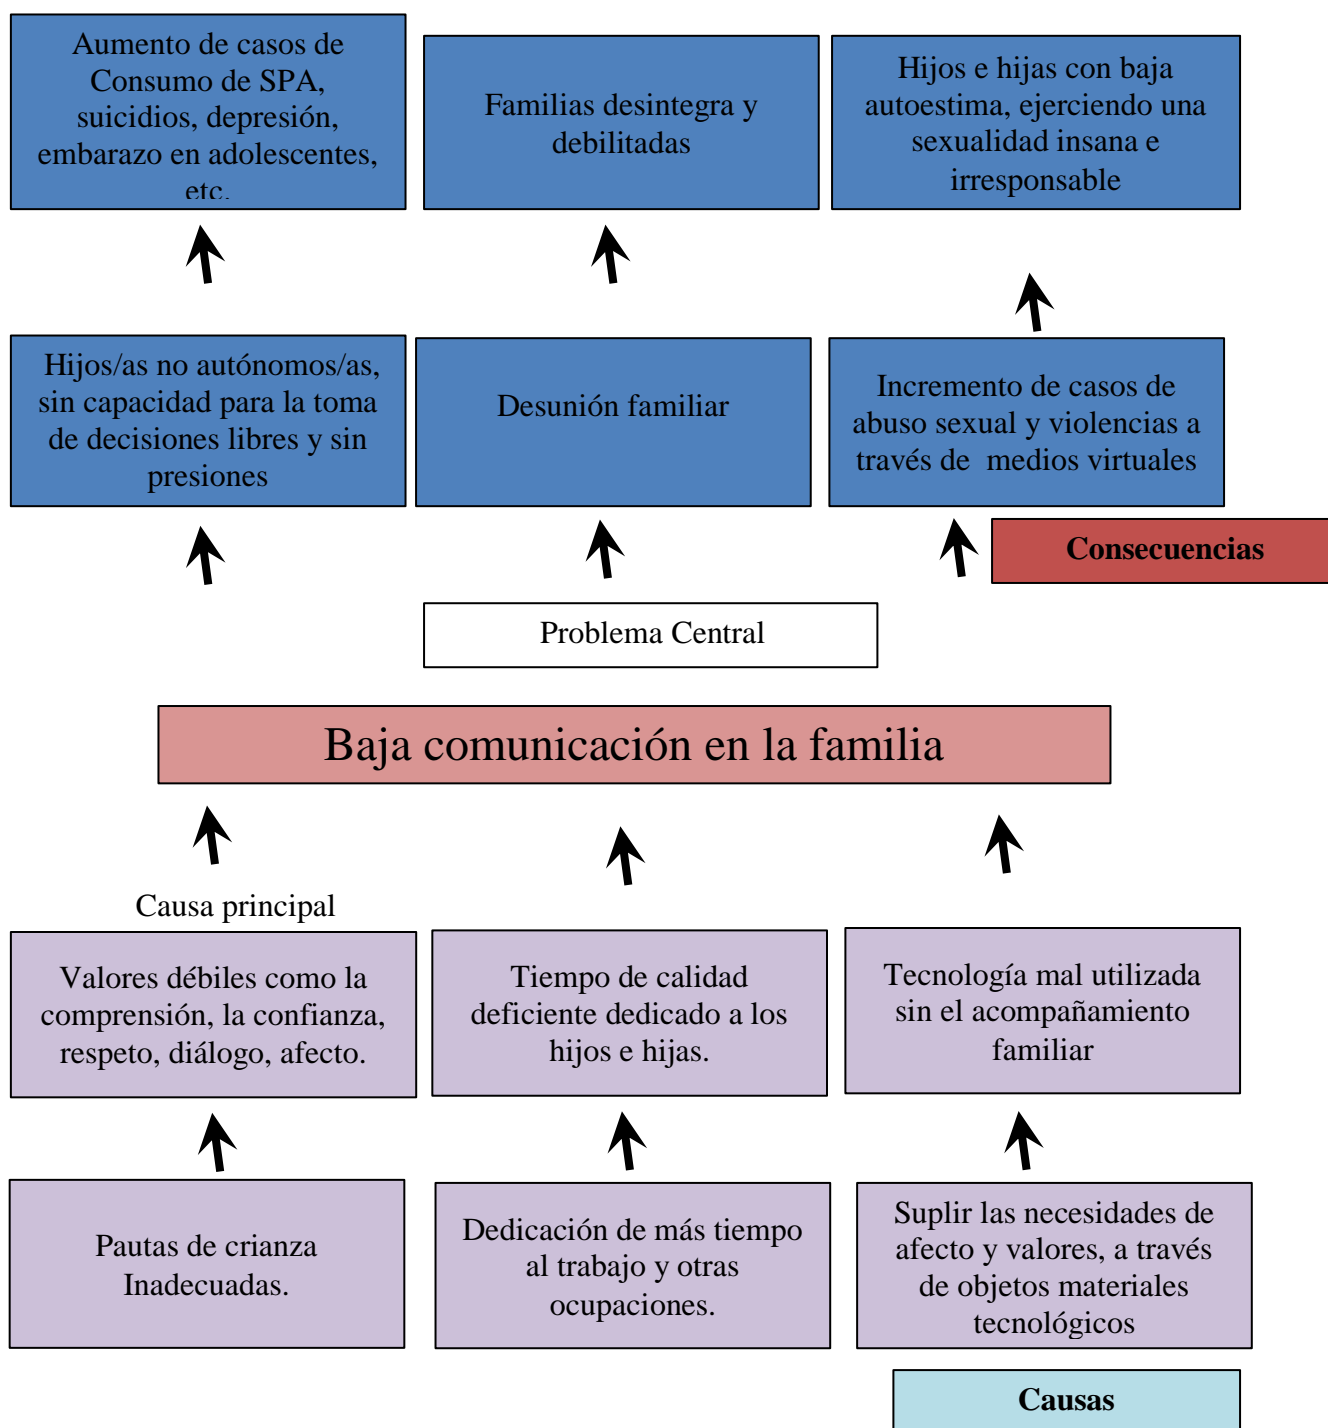 Aumento de casos de
Consumo de SPA,
suicidios, depresión,
embarazo en adolescentes,
etc.
Familias desintegra y
debilitadas
Hijos e hijas con baja
autoestima, ejerciendo una
sexualidad insana e
irresponsable
Hijos/as no autónomos/as,
sin capacidad para la toma
de decisiones libres y sin
presiones
Desunión familiar
Incremento de casos de
abuso sexual y violencias a
través de medios virtuales
Consecuencias
Problema Central
Baja comunicación en la familia
Causa principal
Valores débiles como la
comprensión, la confianza,
respeto, diálogo, afecto.
Tiempo de calidad
deficiente dedicado a los
hijos e hijas.
Tecnología mal utilizada
sin el acompañamiento
familiar
Pautas de crianza
Inadecuadas.
Dedicación de más tiempo
al trabajo y otras
ocupaciones.
Suplir las necesidades de
afecto y valores, a través
de objetos materiales
tecnológicos
Causas